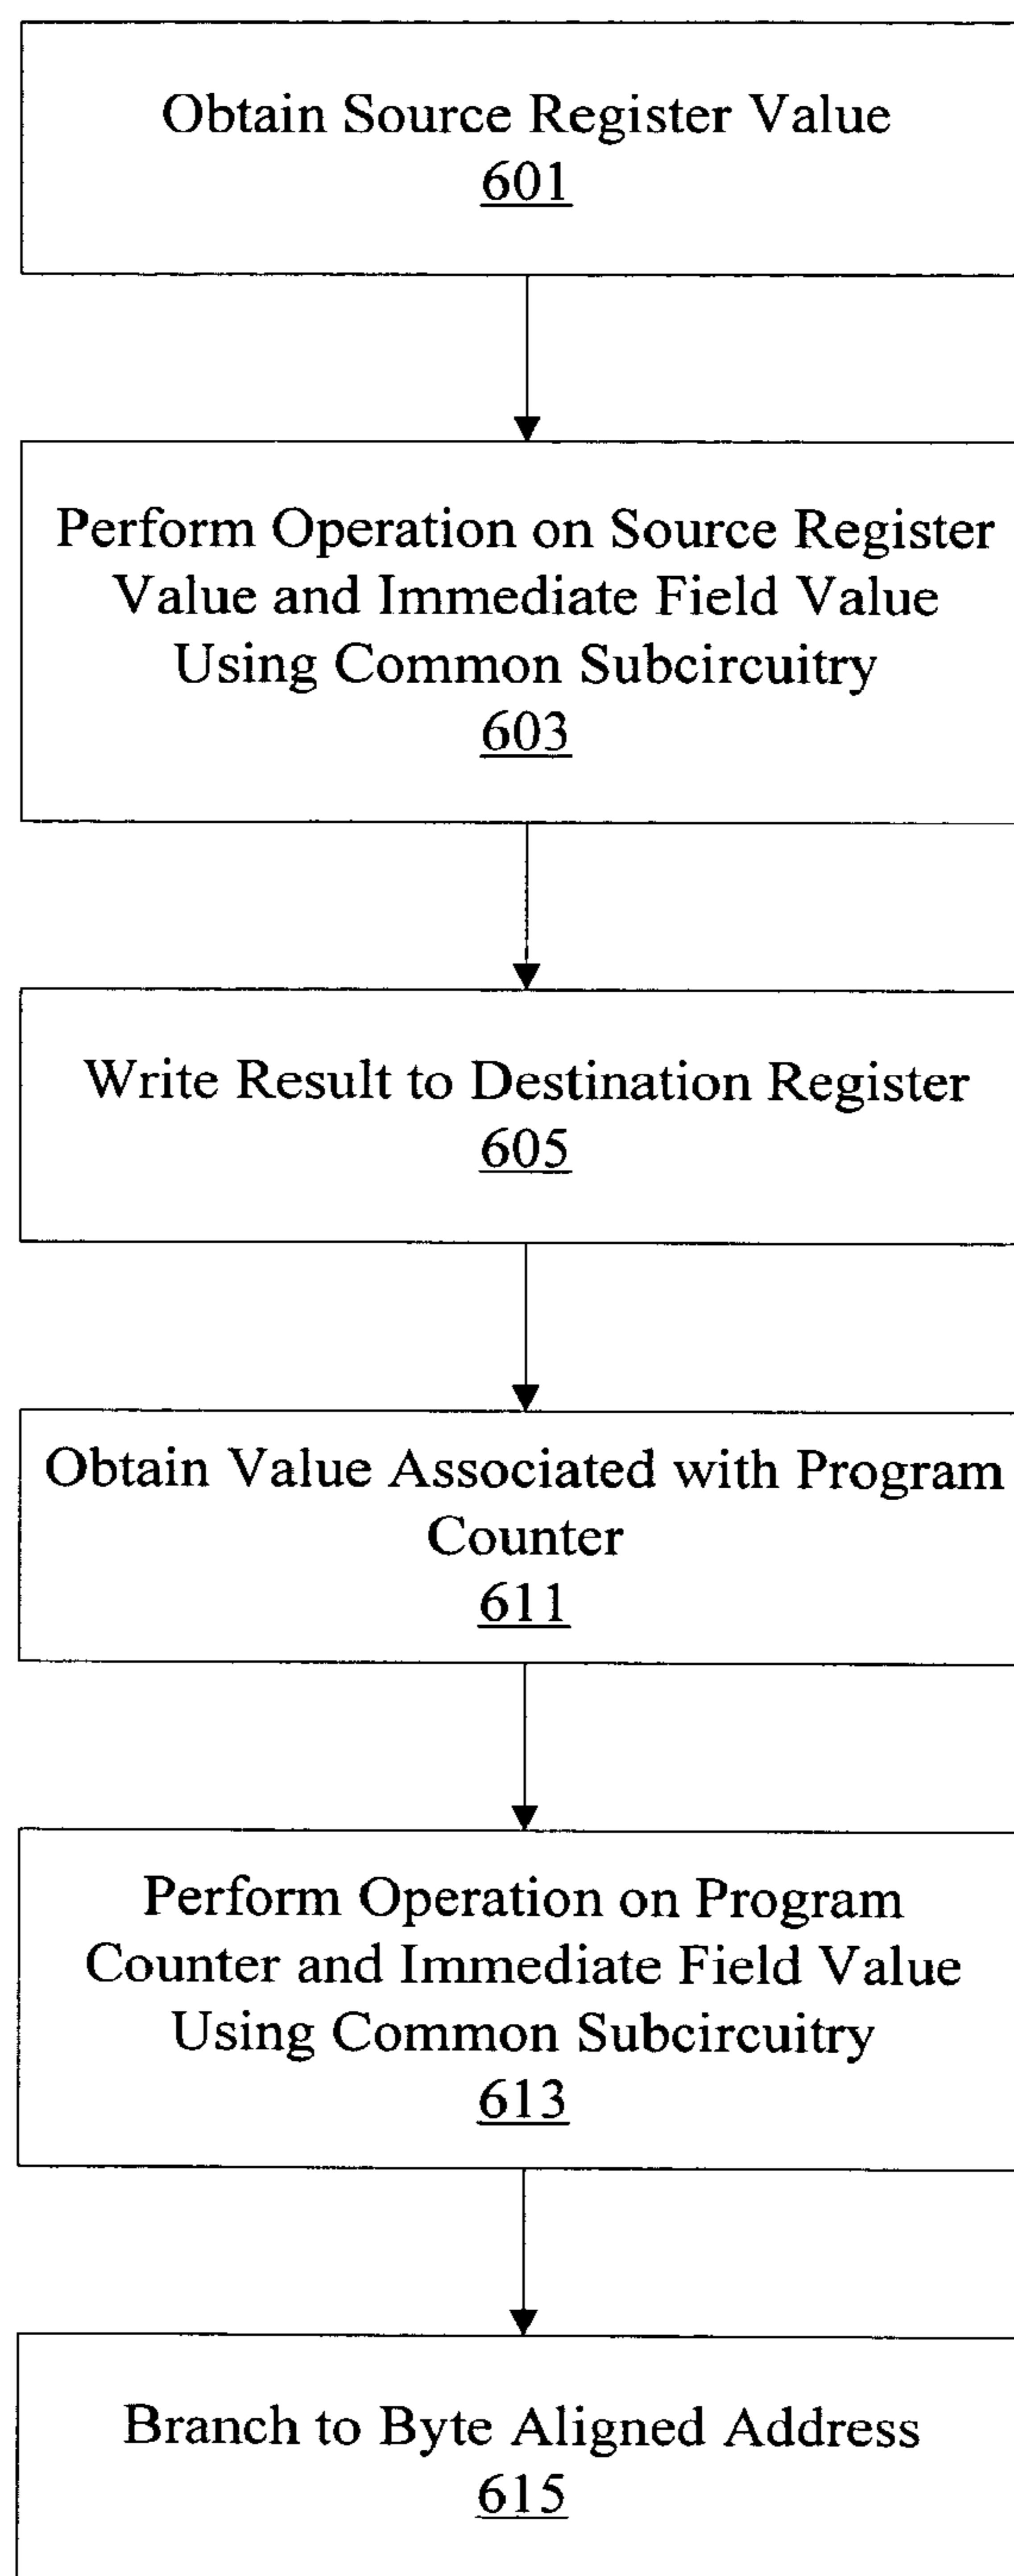 Obtain Source Register Value
601
Perform Operation on Source Register
Value and Immediate Field Value
Using Common Subcircuitry
603
Write Result to Destination Register
605
Obtain Value Associated with Program
Counter
611
Perform Operation on Program
Counter and Immediate Field Value
Using Common Subcircuitry
613
Branch to Byte Aligned Address
615